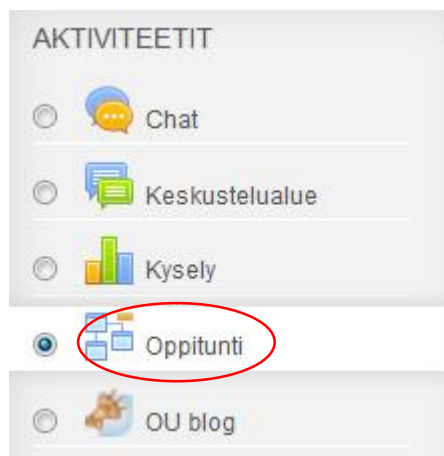 AKTIVITEETIT
Chat
Keskustelualue
Kysely
Oppitunti
OU blog